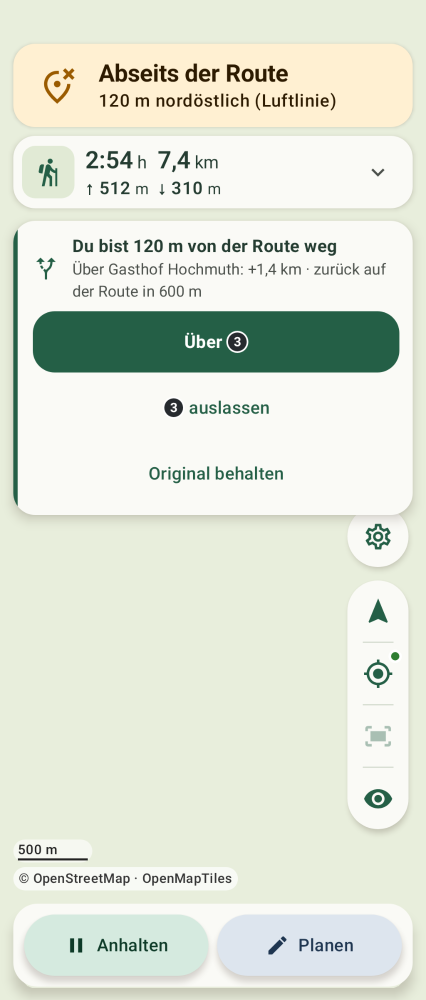 Abseits der Route
120 m nordöstlich (Luftlinie)
2:54 h 7,4 km
↑ 512 m ↓ 310 m
Du bist 120 m von der Route weg
Über Gasthof Hochmuth: +1,4 km · zurück auf
der Route in 600 m
Über 3
3 auslassen
Original behalten
500 m
© OpenStreetMap · OpenMapTiles
Anhalten
Planen